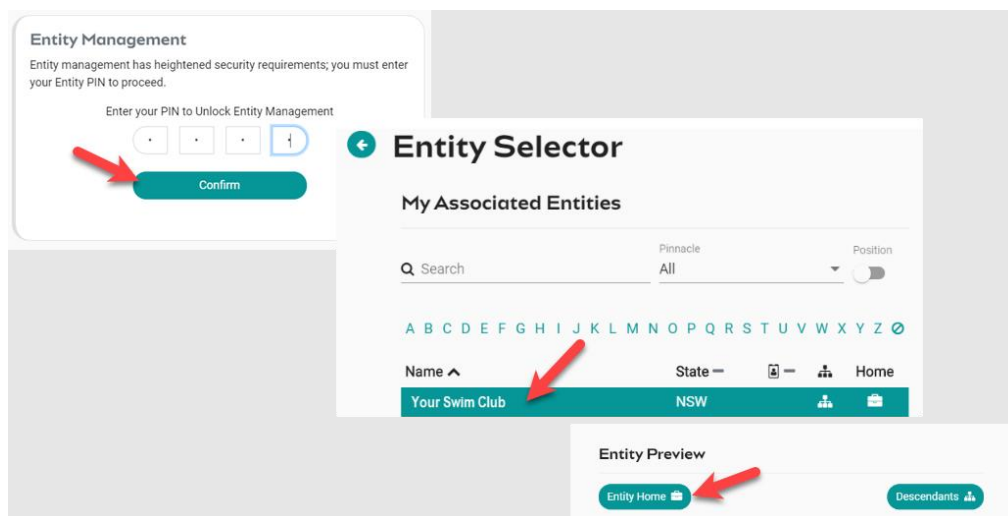 Entity Management
Entity management has heightened security requirements; you must enter
your Entity PIN to proceed.
Enter your PIN to Unlock Entity Management
Confirm
Entity Selector
My Associated Entities
Search
Pinnacle
All
Position
A B C D E F G H I J K L M N O P Q R S T U V W X Y Z
Name State Home
Your Swim Club NSW
Entity Preview
Entity Home Descendants